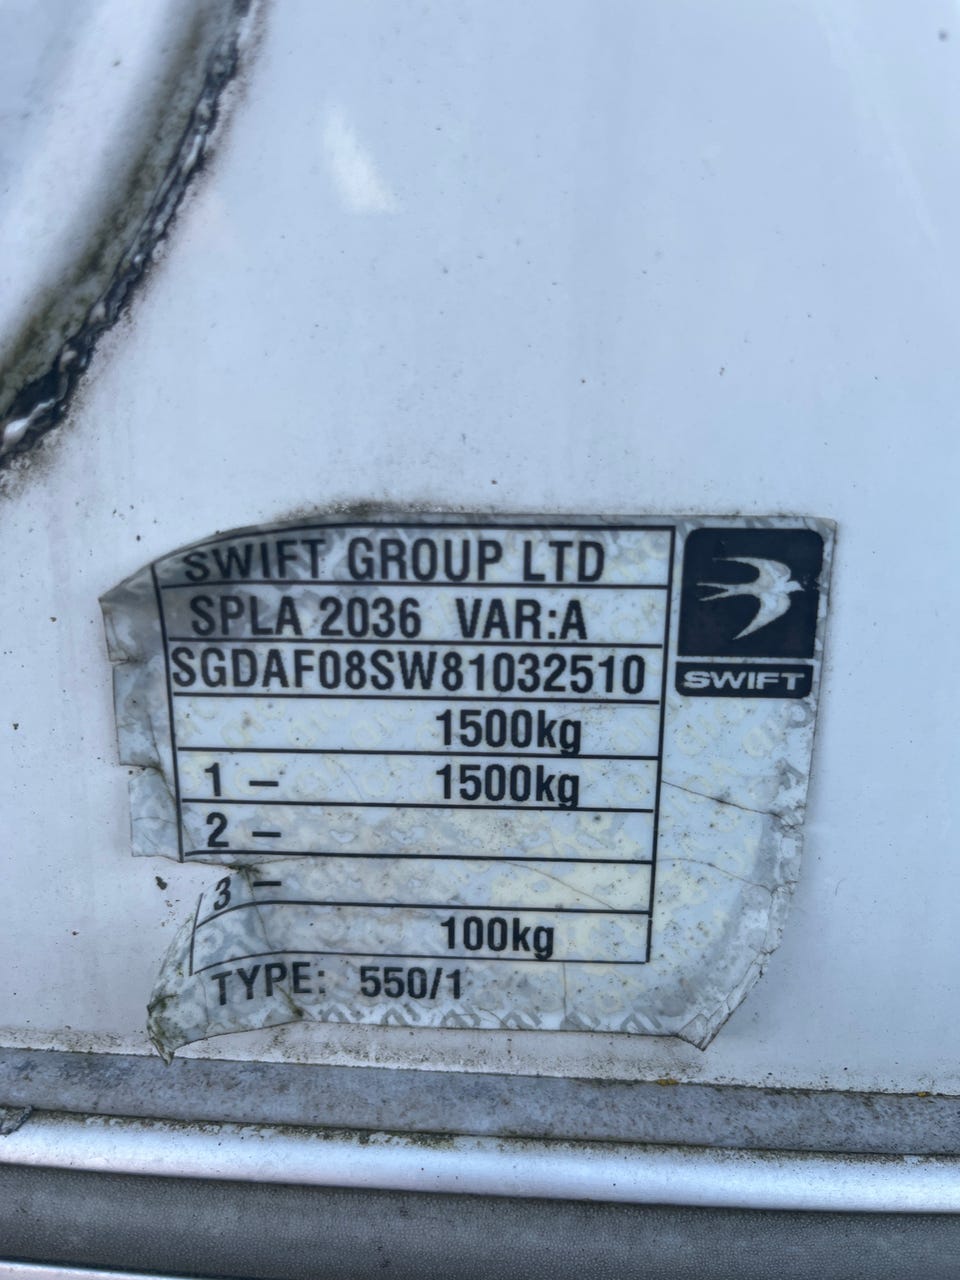 SWIFT GROUP LTD
SPLA 2036 VAR:A
SGDAF08SW81032510
1500kg
1 – 1500kg
2 –
3 –
100kg
TYPE: 550/1
SWIFT